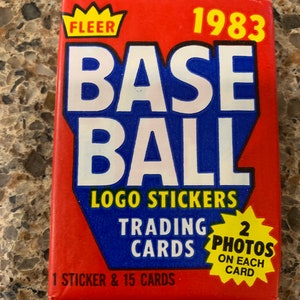 FLEER
1983
BASE
BALL
LOGO STICKERS
TRADING
CARDS
2
PHOTOS
ON EACH
CARD
1 STICKER & 15 CARDS